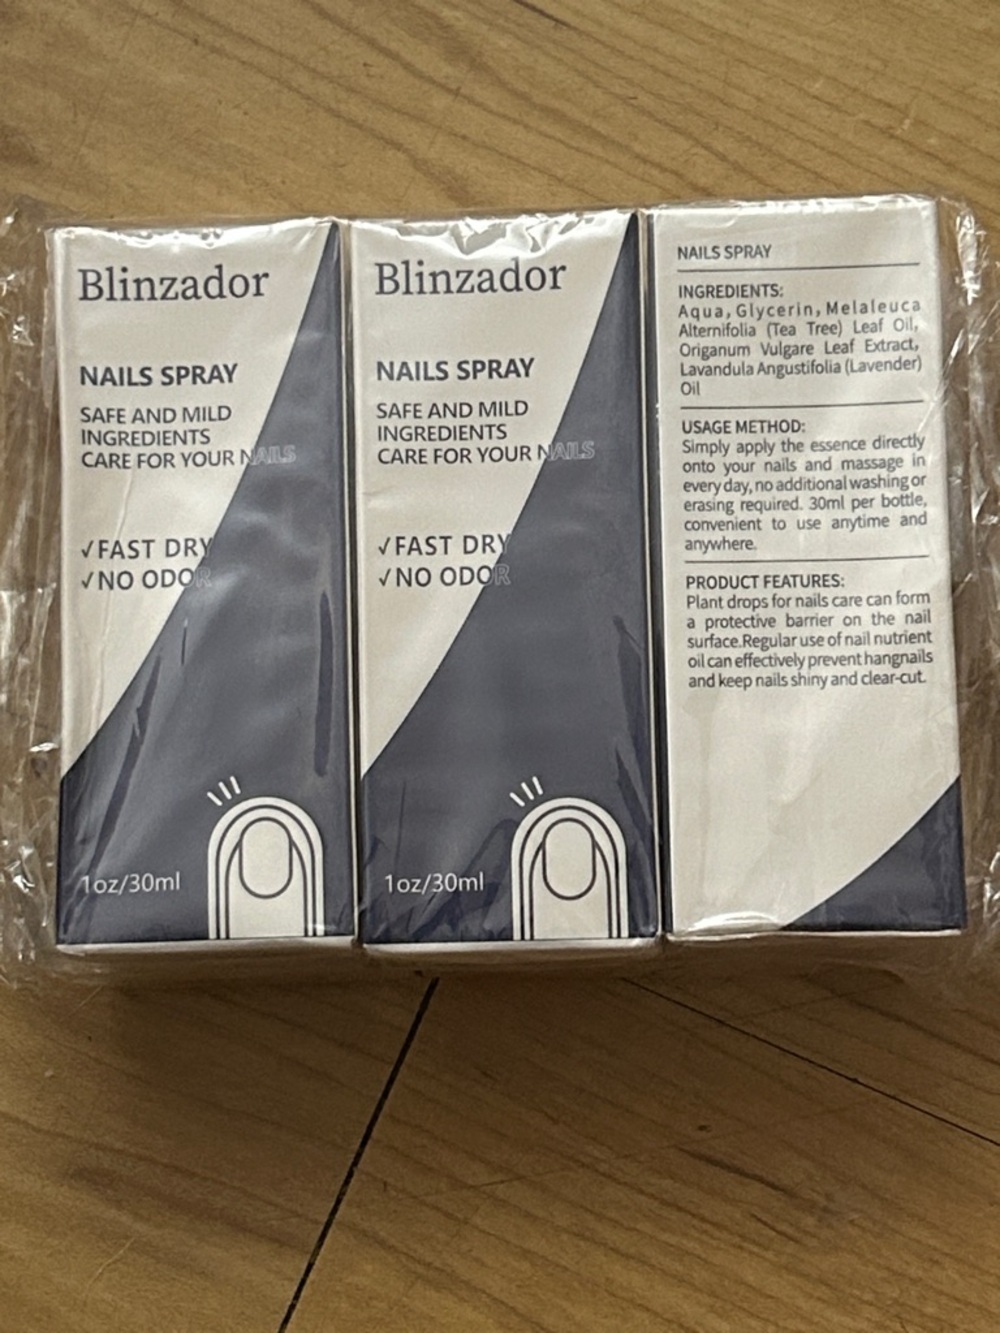 Blinzador
NAILS SPRAY
SAFE AND MILD
INGREDIENTS
CARE FOR YOUR NAILS
✓FAST DRY
✓NO ODOR
1oz/30ml
Blinzador
NAILS SPRAY
SAFE AND MILD
INGREDIENTS
CARE FOR YOUR NAILS
✓FAST DRY
✓NO ODOR
1oz/30ml
NAILS SPRAY
INGREDIENTS:
Aqua, Glycerin, Melaleuca
Alternifolia (Tea Tree) Leaf Oil,
Origanum Vulgare Leaf Extract,
Lavandula Angustifolia (Lavender)
Oil
USAGE METHOD:
Simply apply the essence directly
onto your nails and massage in
every day, no additional washing or
erasing required. 30ml per bottle,
convenient to use anytime and
anywhere.
PRODUCT FEATURES:
Plant drops for nails care can form
a protective barrier on the nail
surface.Regular use of nail nutrient
oil can effectively prevent hangnails
and keep nails shiny and clear-cut.